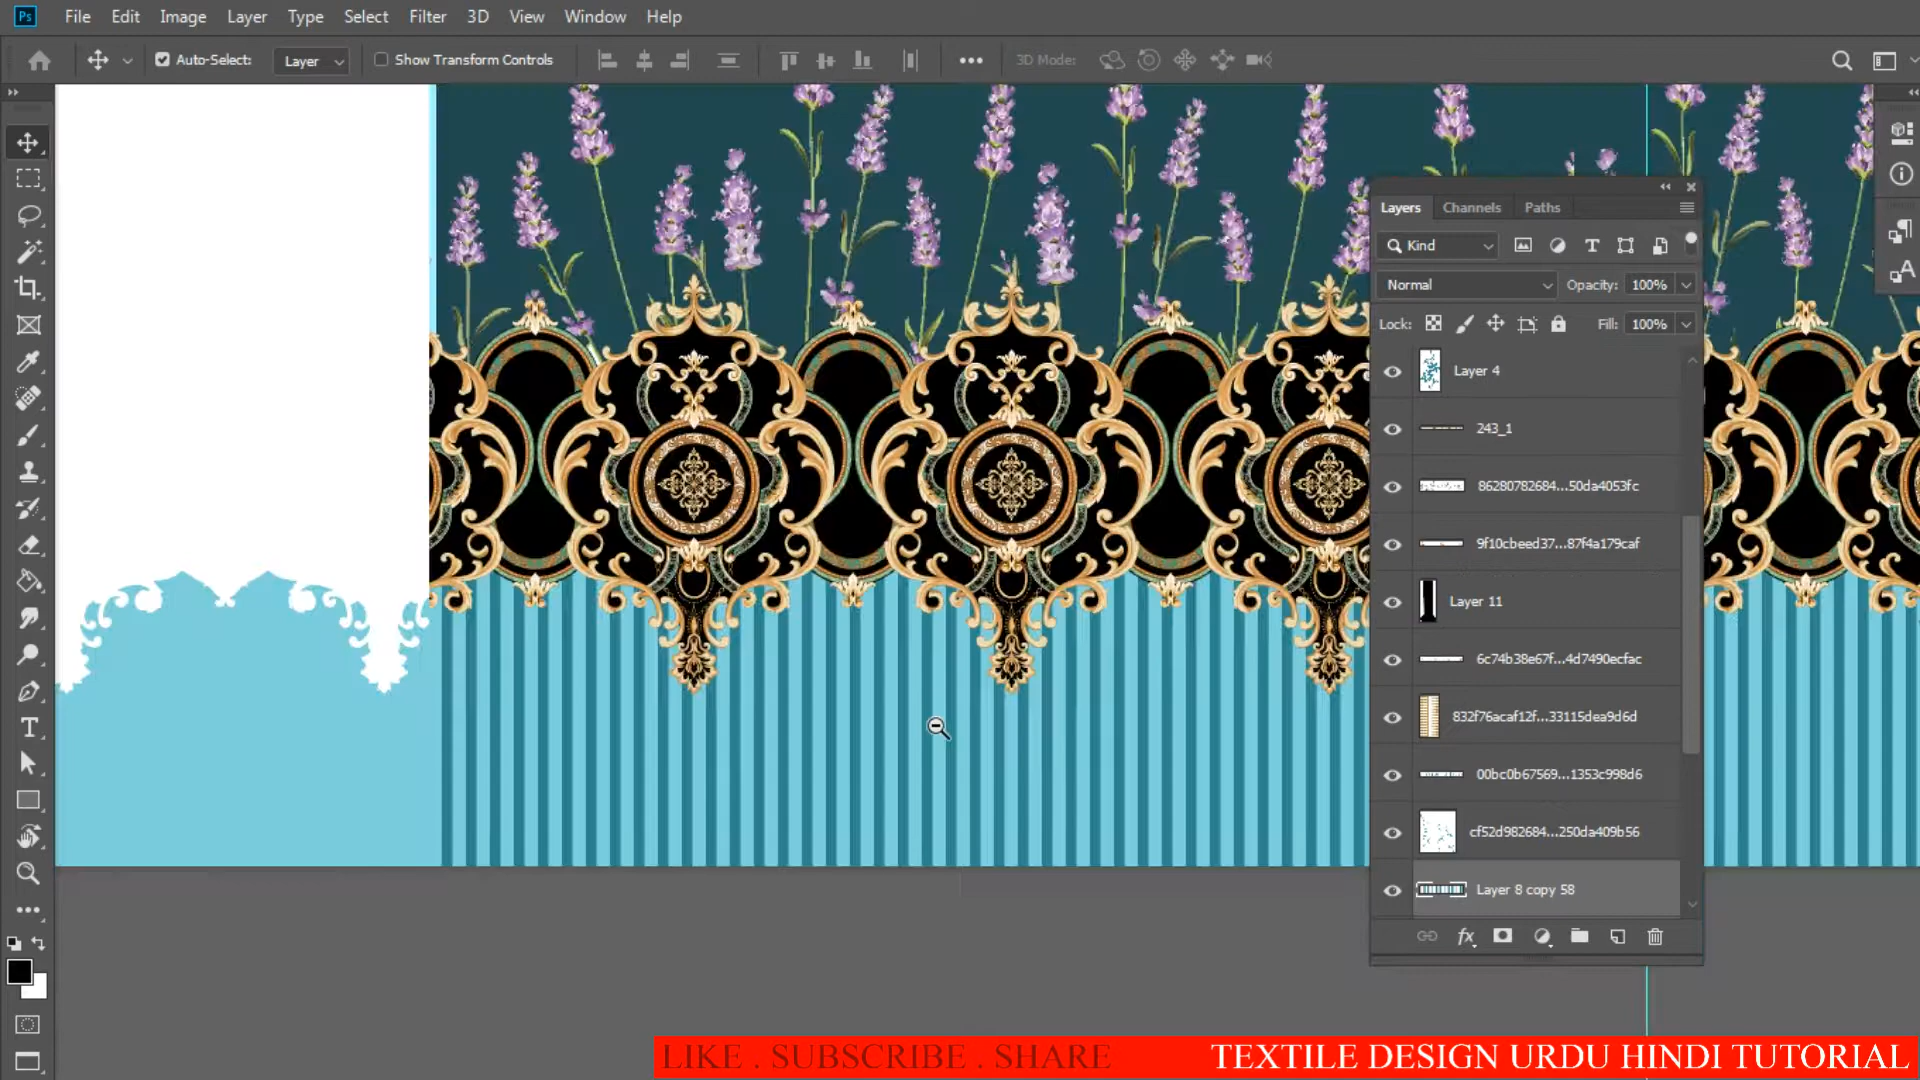 Ps File Edit Image Layer Type Select Filter 3D View Window Help
Auto-Select: Layer Show Transform Controls 3D Mode:
Layers Channels Paths
Kind
Normal Opacity: 100%
Lock: Fill: 100%
Layer 4
243_1
86280782684...50da4053fc
9f10cbeed37...87f4a179caf
Layer 11
6c74b38e67f...4d7490ecfac
832f76acaf12f...33115dea9d6d
00bc0b67569...1353c998d6
cf52d982684...250da409b56
Layer 8 copy 58
fx
LIKE . SUBSCRIBE . SHARE TEXTILE DESIGN URDU HINDI TUTORIAL